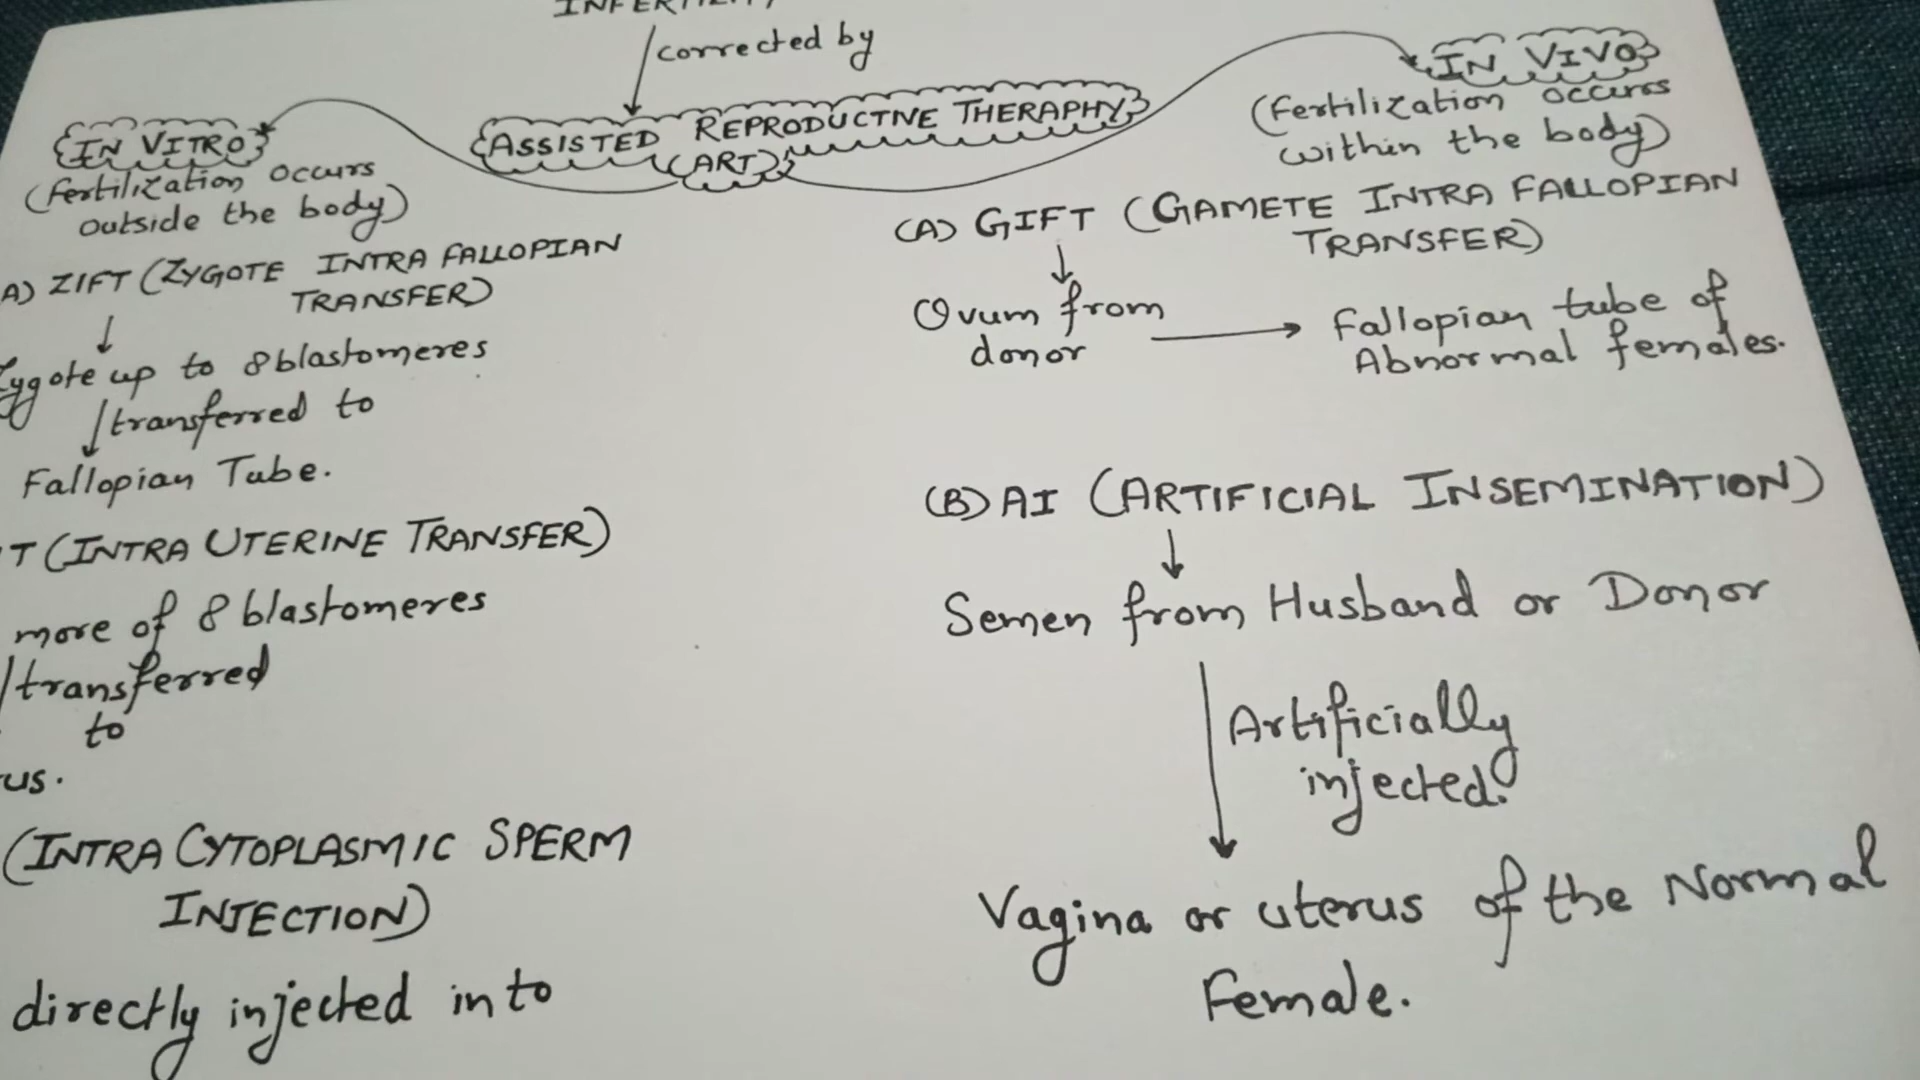 INFERTILITY
corrected by
ASSISTED REPRODUCTIVE THERAPHY
(ART)
IN VITRO
(fertilization occurs
outside the body)
A) ZIFT (ZYGOTE INTRA FALLOPIAN
TRANSFER)
Zygote up to 8 blastomeres
transferred to
Fallopian Tube.
T (INTRA UTERINE TRANSFER)
more of 8 blastomeres
transferred
to
us.
(INTRA CYTOPLASMIC SPERM
INJECTION)
directly injected into
IN VIVO
(fertilization occurs
within the body)
(A) GIFT (GAMETE INTRA FALLOPIAN
TRANSFER)
Ovum from
donor
Fallopian tube of
Abnormal females.
(B) AI (ARTIFICIAL INSEMINATION)
Semen from Husband or Donor
Artificially
injected.
Vagina or uterus of the Normal
Female.